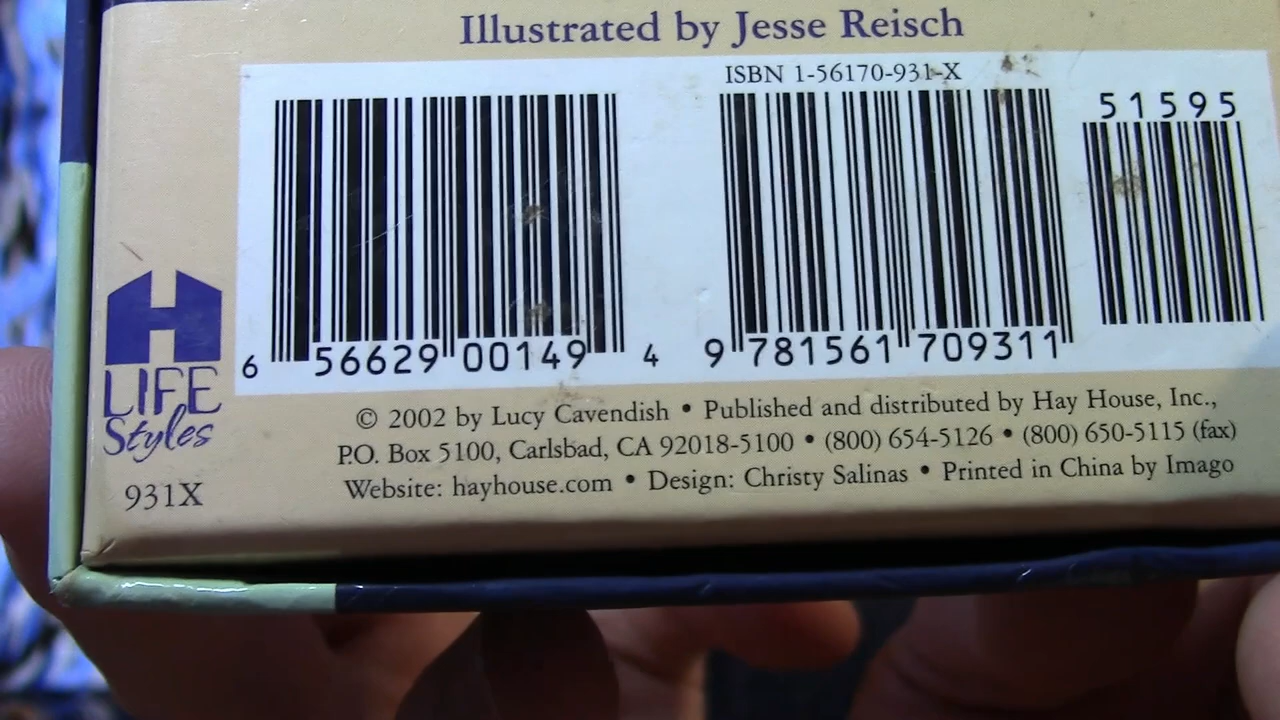 Illustrated by Jesse Reisch
ISBN 1-56170-931-X
51595
6 56629 00149 4
9 781561 709311
H
LIFE
Styles
931X
© 2002 by Lucy Cavendish • Published and distributed by Hay House, Inc.,
P.O. Box 5100, Carlsbad, CA 92018-5100 • (800) 654-5126 • (800) 650-5115 (fax)
Website: hayhouse.com • Design: Christy Salinas • Printed in China by Imago